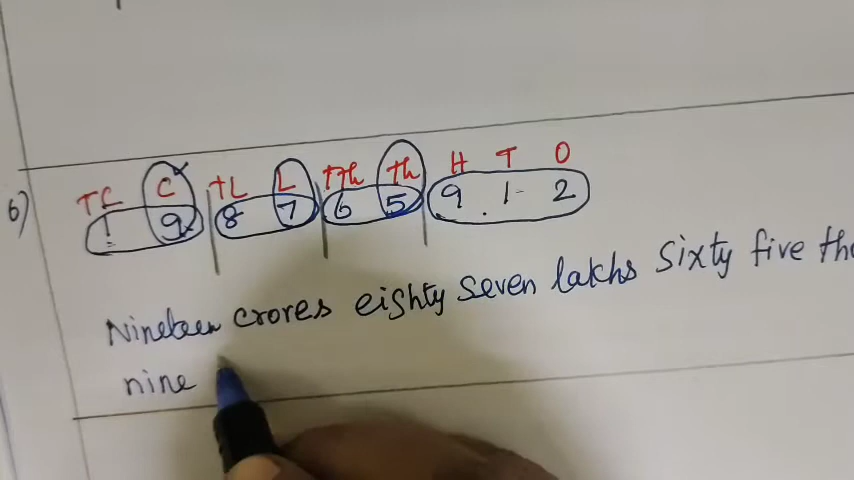 TC C TL L TTh Th H T O
6) 1 9 8 7 6 5 9 1 2
Nineteen crores eighty seven lakhs sixty five tho
nine